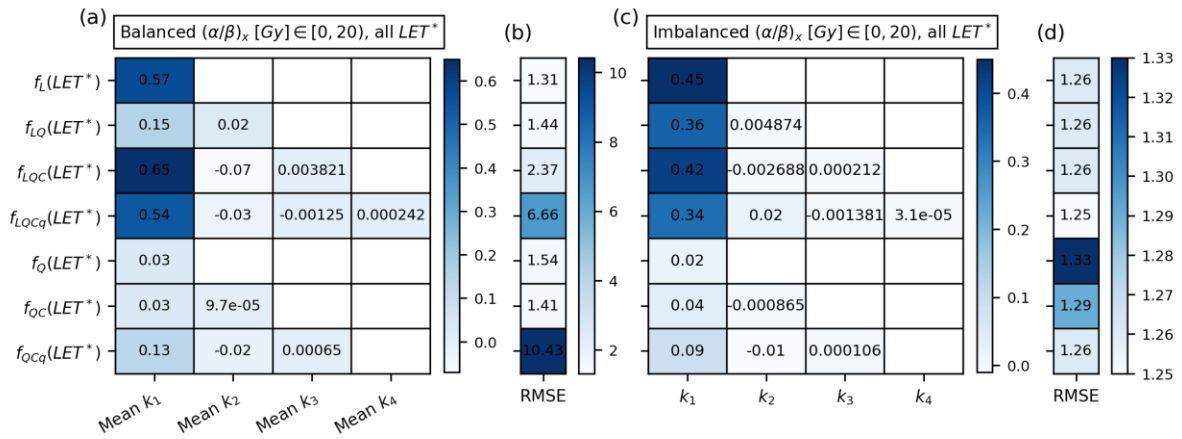 (a)
Balanced (α/β)ₓ [Gy] ∈ [0, 20), all LET*
(b)
(c)
Imbalanced (α/β)ₓ [Gy] ∈ [0, 20), all LET*
(d)
f_L(LET*) 0.57
f_LQ(LET*) 0.15 0.02
f_LQC(LET*) 0.65 -0.07 0.003821
f_LQCq(LET*) 0.54 -0.03 -0.00125 0.000242
f_Q(LET*) 0.03
f_QC(LET*) 0.03 9.7e-05
f_QCq(LET*) 0.13 -0.02 0.00065
Mean k₁ Mean k₂ Mean k₃ Mean k₄
0.6
0.5
0.4
0.3
0.2
0.1
0.0
1.31
1.44
2.37
6.66
1.54
1.41
10.43
RMSE
10
8
6
4
2
0.45
0.36 0.004874
0.42 -0.002688 0.000212
0.34 0.02 -0.001381 3.1e-05
0.02
0.04 -0.000865
0.09 -0.01 0.000106
k₁ k₂ k₃ k₄
0.4
0.3
0.2
0.1
0.0
1.26
1.26
1.26
1.25
1.33
1.29
1.26
RMSE
1.33
1.32
1.31
1.30
1.29
1.28
1.27
1.26
1.25